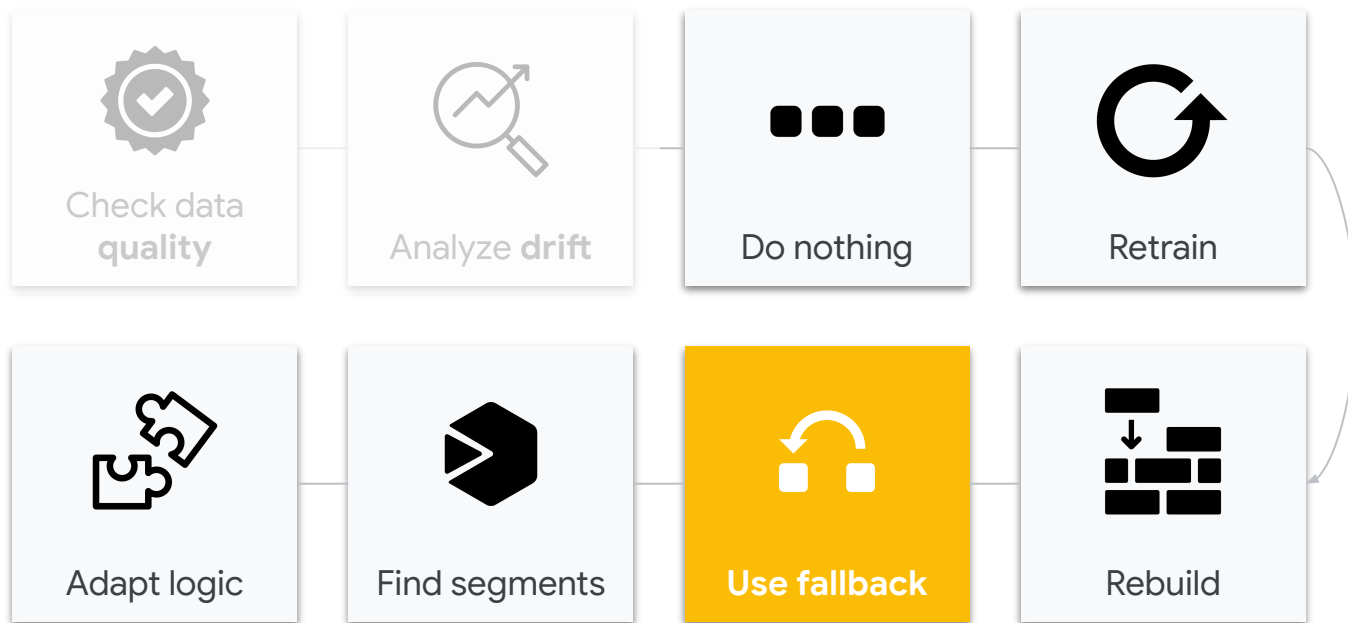 Check data
quality
Analyze drift
Do nothing
Retrain
Adapt logic
Find segments
Use fallback
Rebuild